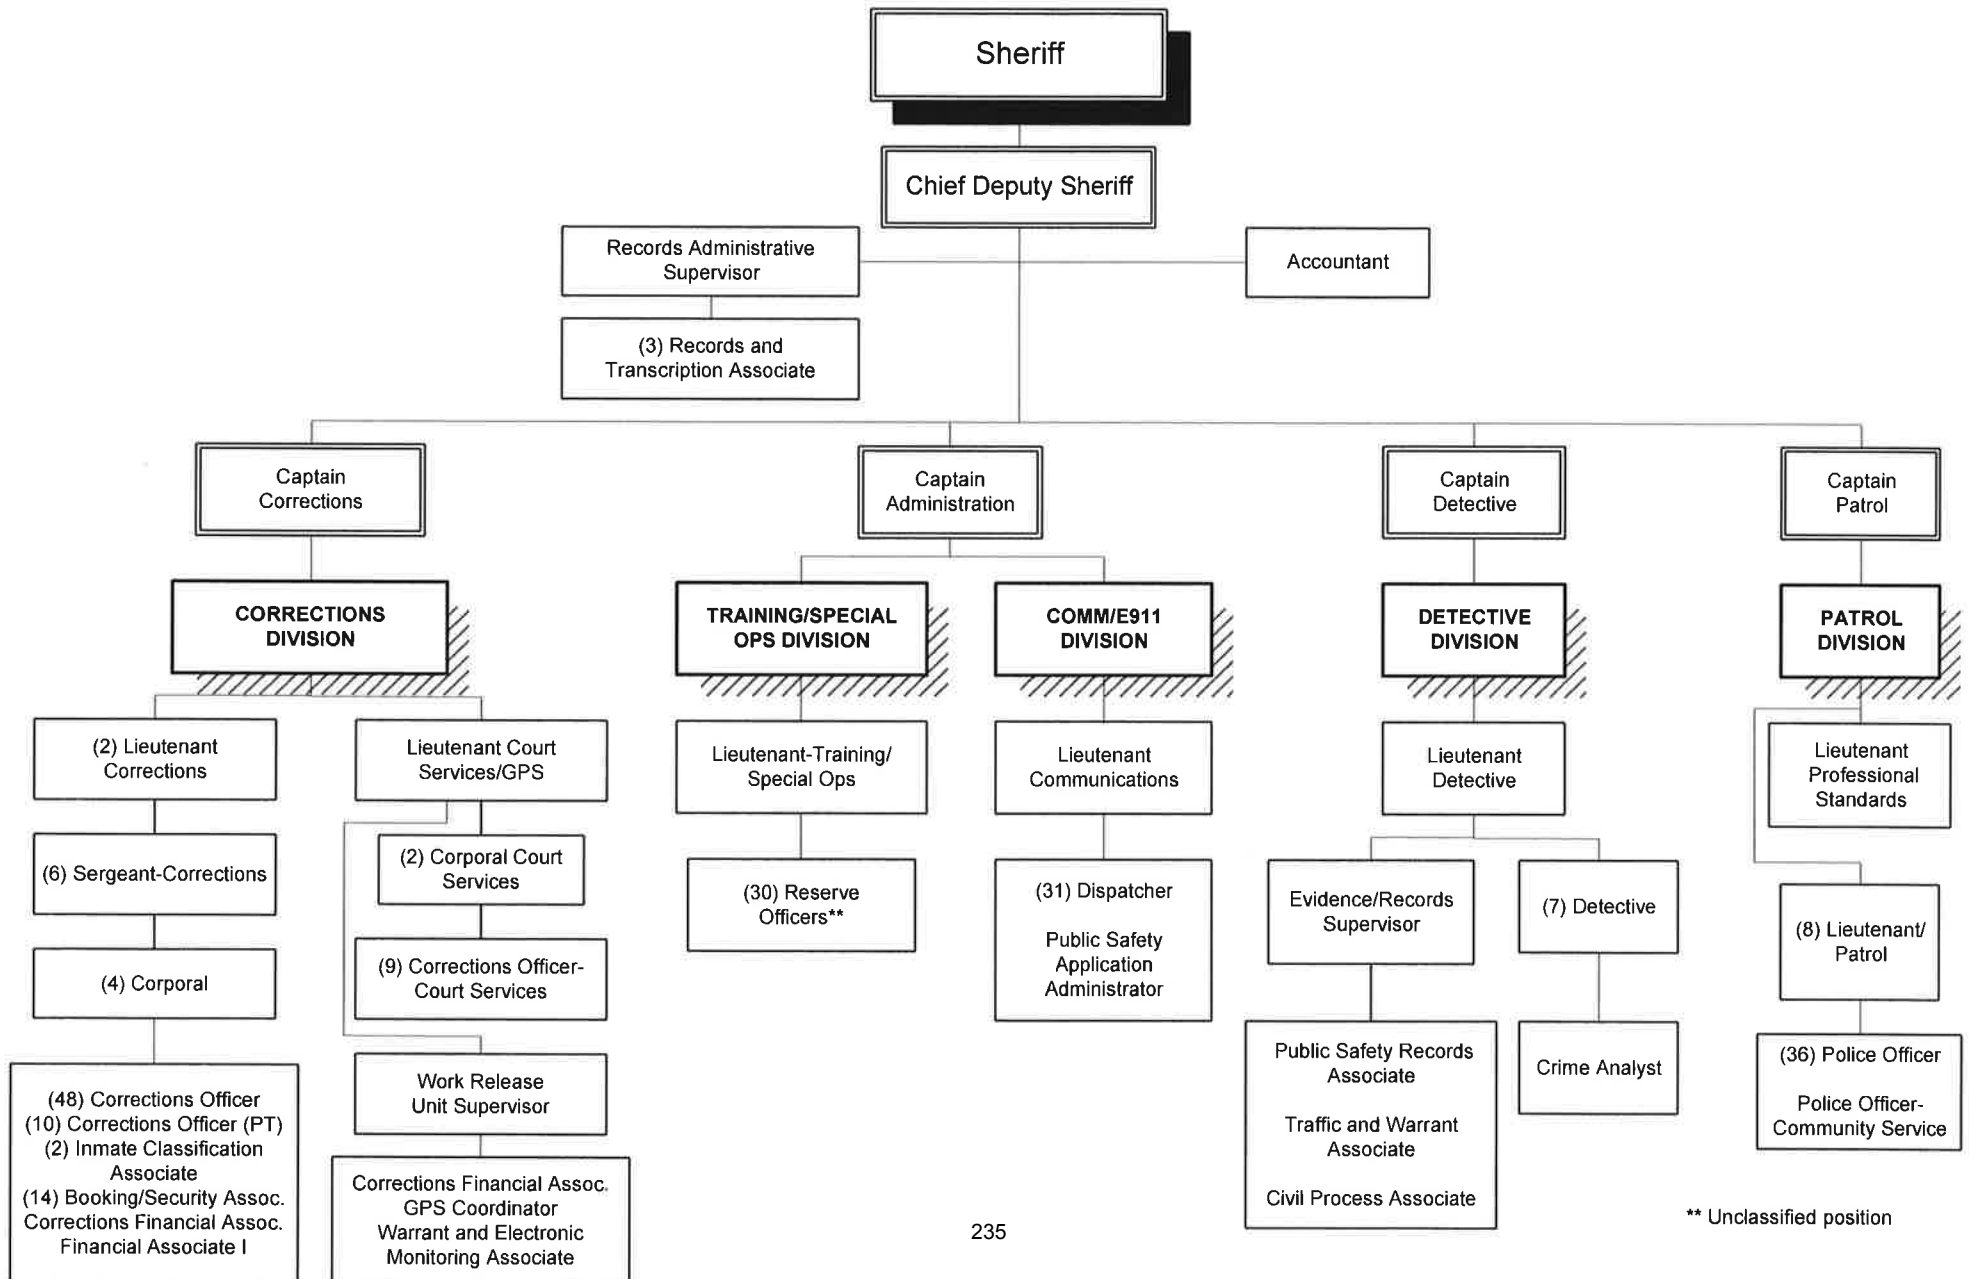 Sheriff
Chief Deputy Sheriff
Records Administrative
Supervisor
Accountant
(3) Records and
Transcription Associate
Captain
Corrections
Captain
Administration
Captain
Detective
Captain
Patrol
CORRECTIONS
DIVISION
TRAINING/SPECIAL
OPS DIVISION
COMM/E911
DIVISION
DETECTIVE
DIVISION
PATROL
DIVISION
(2) Lieutenant
Corrections
Lieutenant Court
Services/GPS
Lieutenant-Training/
Special Ops
Lieutenant
Communications
Lieutenant
Detective
Lieutenant
Professional
Standards
(6) Sergeant-Corrections
(2) Corporal Court
Services
(30) Reserve
Officers**
(31) Dispatcher
Public Safety
Application
Administrator
Evidence/Records
Supervisor
(7) Detective
(8) Lieutenant/
Patrol
(4) Corporal
(9) Corrections Officer-
Court Services
Work Release
Unit Supervisor
Public Safety Records
Associate
Traffic and Warrant
Associate
Civil Process Associate
Crime Analyst
(36) Police Officer
Police Officer-
Community Service
(48) Corrections Officer
(10) Corrections Officer (PT)
(2) Inmate Classification
Associate
(14) Booking/Security Assoc.
Corrections Financial Assoc.
Financial Associate I
Corrections Financial Assoc.
GPS Coordinator
Warrant and Electronic
Monitoring Associate
235
** Unclassified position